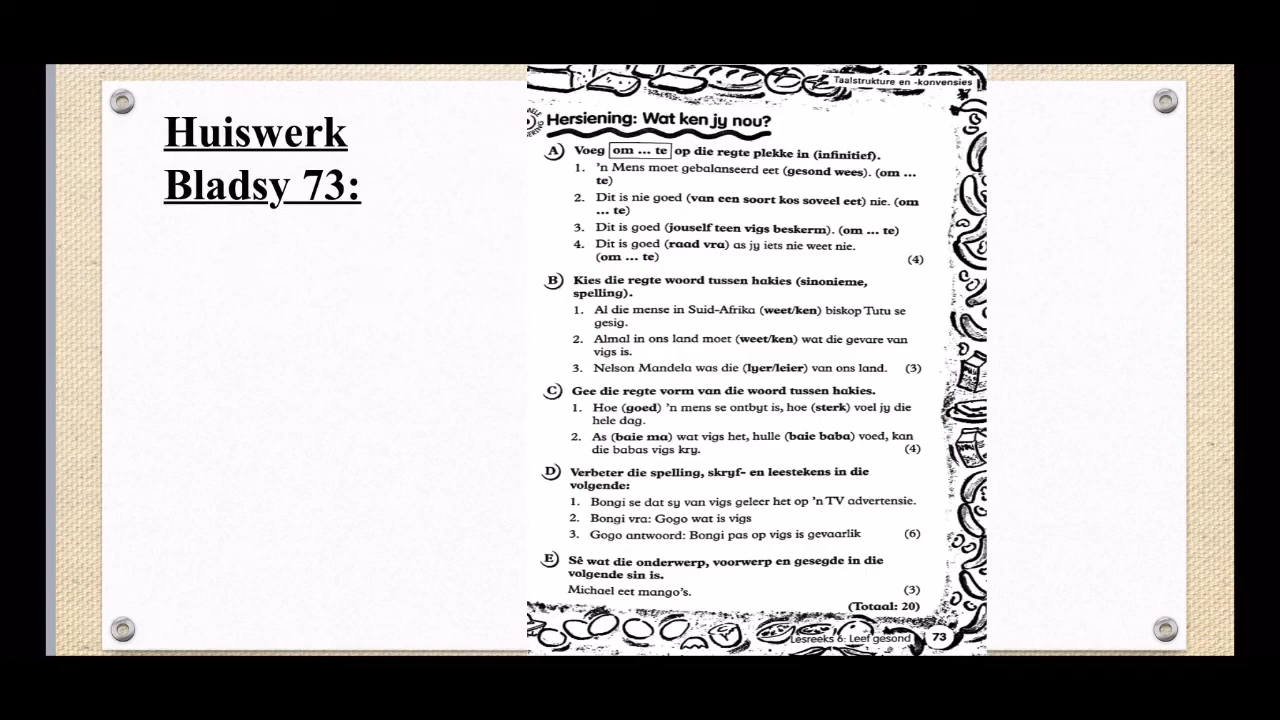 Huiswerk
Bladsy 73:
Taalstrukture en -konvensies
Hersiening: Wat ken jy nou?
A) Voeg om ... te op die regte plekke in (infinitief).
1. 'n Mens moet gebalanseerd eet (gesond wees). (om ...
te)
2. Dit is nie goed (van een soort kos soveel eet) nie. (om
... te)
3. Dit is goed (jouself teen vigs beskerm). (om ... te)
4. Dit is goed (raad vra) as jy iets nie weet nie.
(om ... te) (4)
B) Kies die regte woord tussen hakies (sinonieme,
spelling).
1. Al die mense in Suid-Afrika (weet/ken) biskop Tutu se
gesig.
2. Almal in ons land moet (weet/ken) wat die gevare van
vigs is.
3. Nelson Mandela was die (lyer/leier) van ons land. (3)
C) Gee die regte vorm van die woord tussen hakies.
1. Hoe (goed) 'n mens se ontbyt is, hoe (sterk) voel jy die
hele dag.
2. As (baie ma) wat vigs het, hulle (baie baba) voed, kan
die babas vigs kry. (4)
D) Verbeter die spelling, skryf- en leestekens in die
volgende:
1. Bongi se dat sy van vigs geleer het op 'n TV advertensie.
2. Bongi vra: Gogo wat is vigs
3. Gogo antwoord: Bongi pas op vigs is gevaarlik (6)
E) Sê wat die onderwerp, voorwerp en gesegde in die
volgende sin is.
Michael eet mango's. (3)
(Totaal: 20)
Lesreeks 6: Leef gesond 73